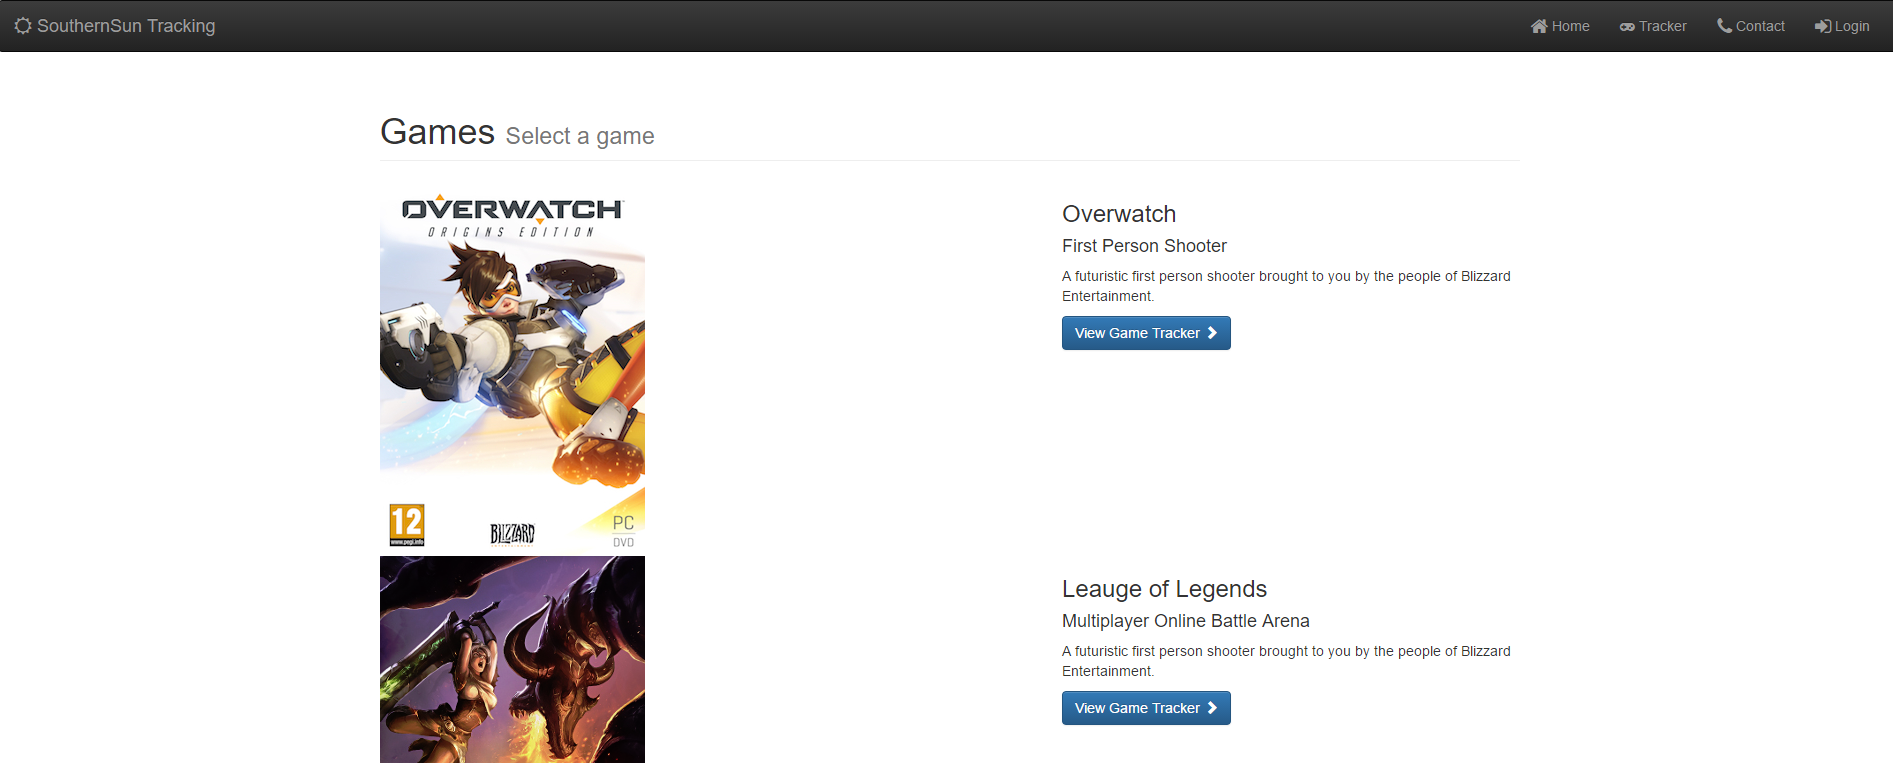 SouthernSun Tracking
Home
Tracker
Contact
Login
Games Select a game
OVERWATCH
ORIGINS EDITION
12
www.pegi.info
BLIZZARD
ENTERTAINMENT
PC
DVD
Overwatch
First Person Shooter
A futuristic first person shooter brought to you by the people of Blizzard
Entertainment.
View Game Tracker
Leauge of Legends
Multiplayer Online Battle Arena
A futuristic first person shooter brought to you by the people of Blizzard
Entertainment.
View Game Tracker